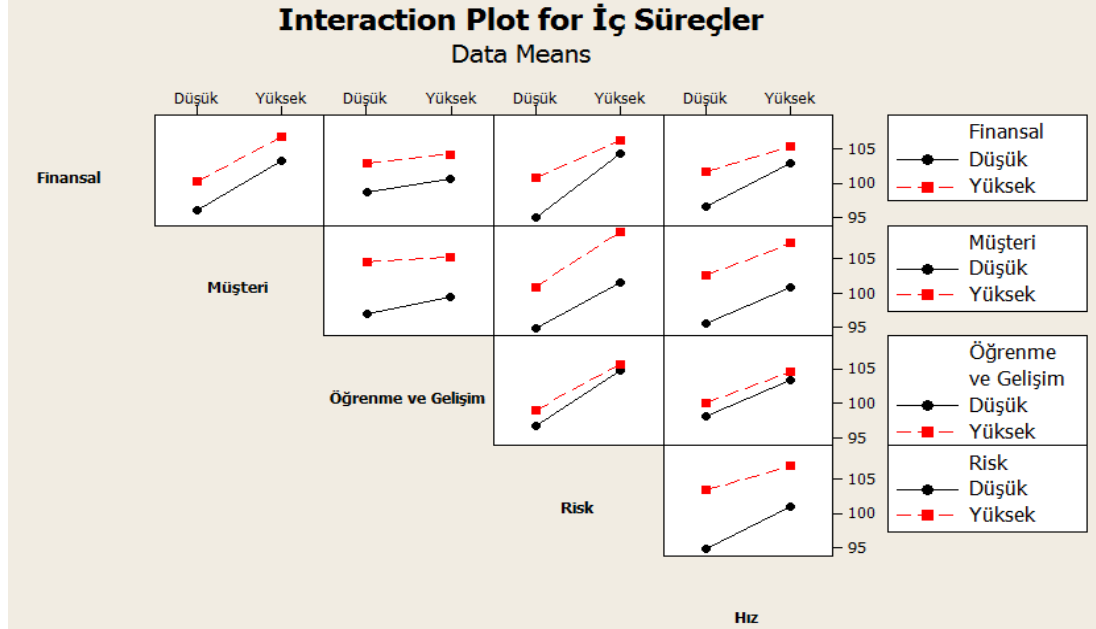 Interaction Plot for İç Süreçler
Data Means
Düşük Yüksek Düşük Yüksek Düşük Yüksek Düşük Yüksek
Finansal
105
100
95
Finansal
Düşük
Yüksek
Müşteri
105
100
95
Müşteri
Düşük
Yüksek
Öğrenme ve Gelişim
105
100
95
Öğrenme
ve Gelişim
Düşük
Yüksek
Risk
105
100
95
Risk
Düşük
Yüksek
Hız